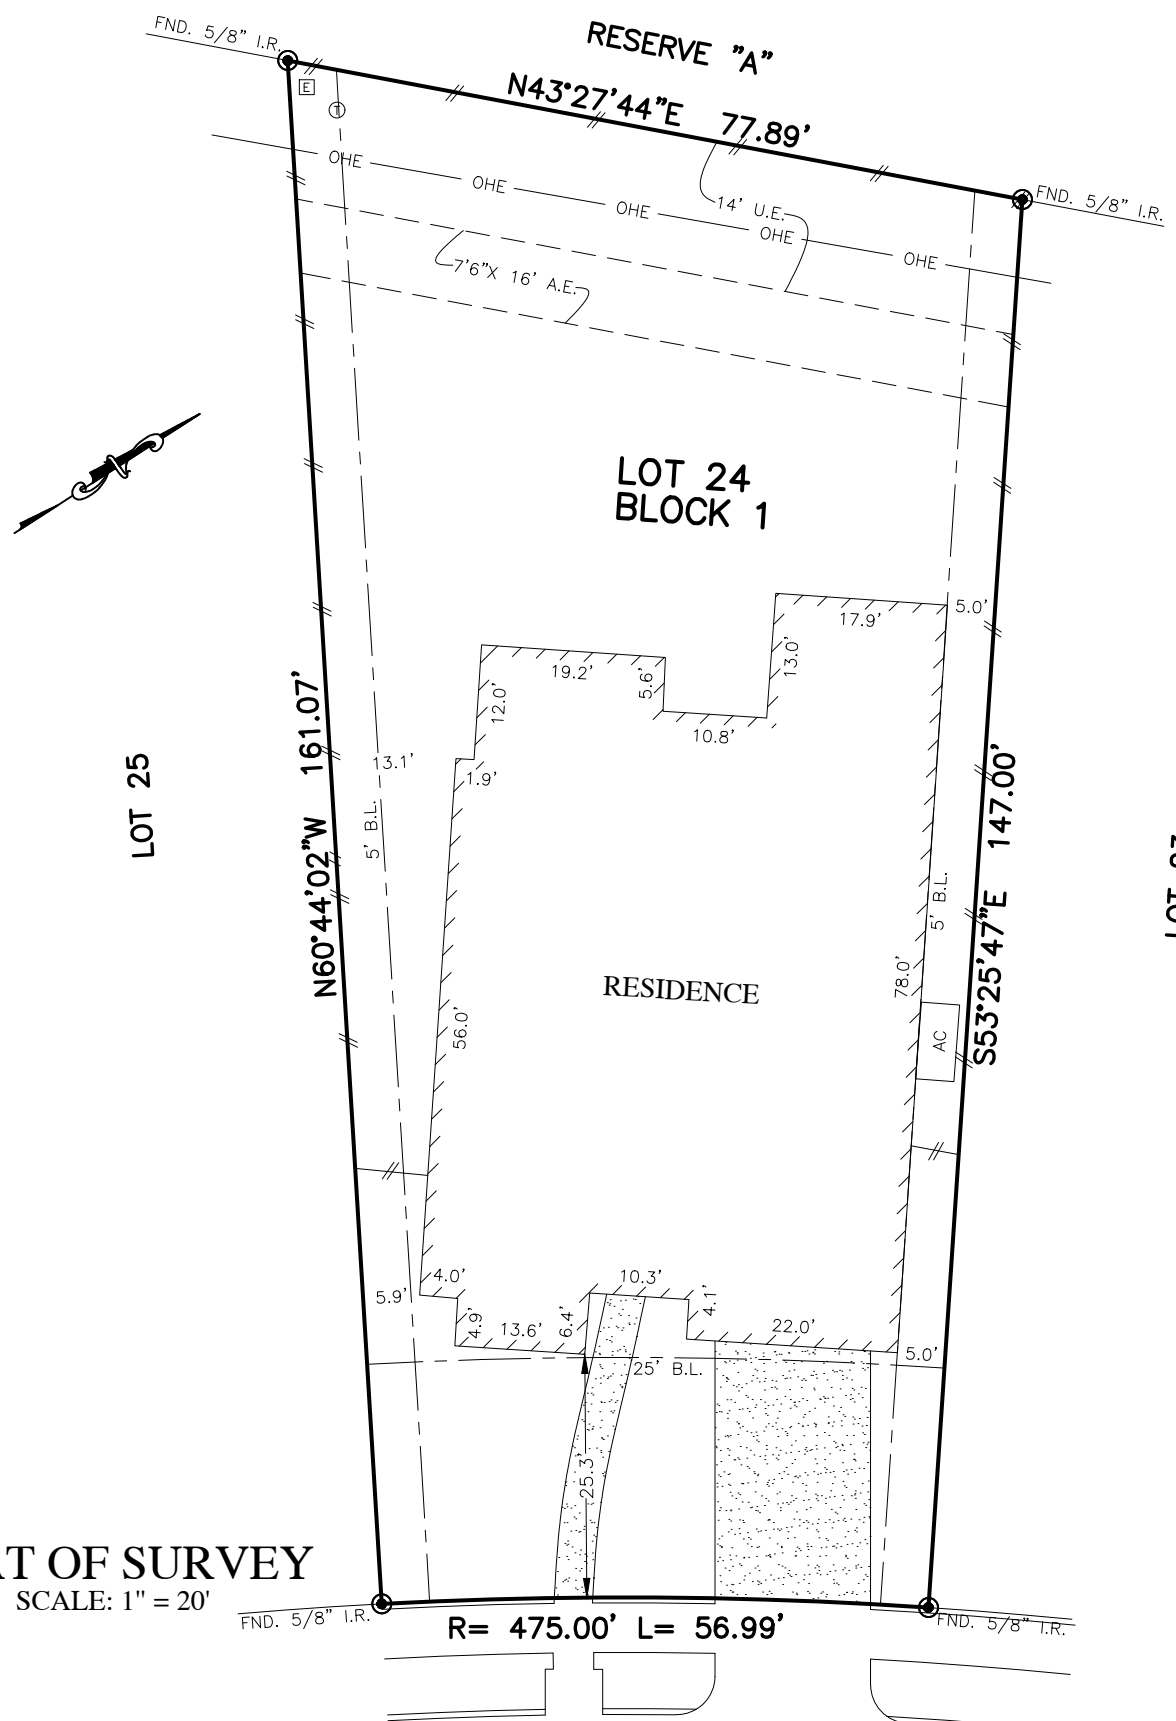 FND. 5/8" I.R.
RESERVE "A"
N43°27'44"E 77.89'
E
T
FND. 5/8" I.R.
OHE
OHE
OHE
OHE
OHE
14' U.E.
7'6"X 16' A.E.
LOT 24
BLOCK 1
N
17.9'
5.0'
13.0'
19.2'
5.6'
12.0'
10.8'
13.1'
1.9'
N60°44'02"W 161.07'
LOT 25
5' B.L.
S53°25'47"E 147.00'
5' B.L.
LOT
78.0'
RESIDENCE
56.0'
AC
4.0'
10.3'
5.9'
4.9'
13.6'
6.4'
4.1'
22.0'
5.0'
25' B.L.
25.3'
T OF SURVEY
SCALE: 1" = 20'
FND. 5/8" I.R.
R= 475.00' L= 56.99'
FND. 5/8" I.R.